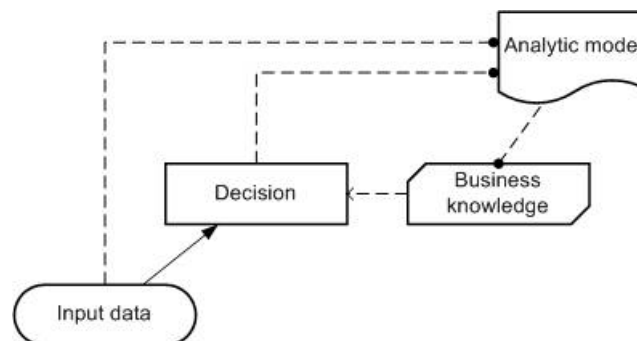 Analytic mode
Decision
Business
knowledge
Input data